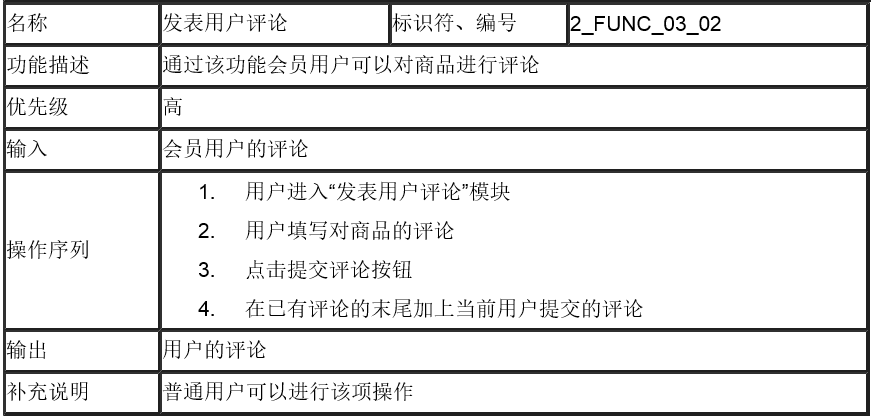 名称 发表用户评论 标识符、编号 2_FUNC_03_02
功能描述 通过该功能会员用户可以对商品进行评论
优先级 高
输入 会员用户的评论
操作序列
1. 用户进入“发表用户评论”模块
2. 用户填写对商品的评论
3. 点击提交评论按钮
4. 在已有评论的末尾加上当前用户提交的评论
输出 用户的评论
补充说明 普通用户可以进行该项操作